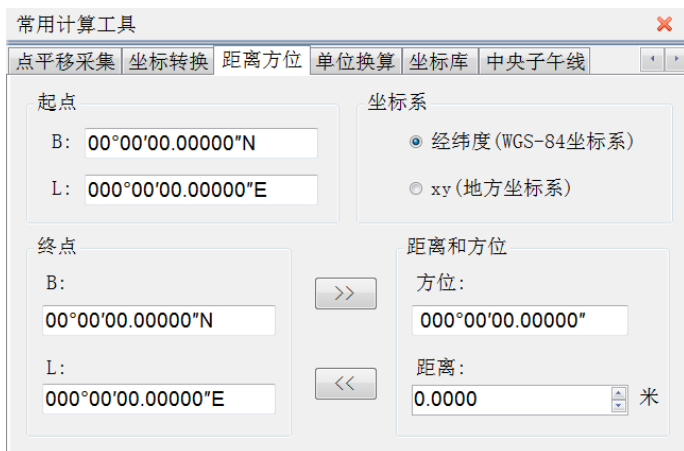 常用计算工具
点平移采集 坐标转换 距离方位 单位换算 坐标库 中央子午线
起点
B: 00°00′00.00000″N
L: 000°00′00.00000″E
坐标系
经纬度(WGS-84坐标系)
xy(地方坐标系)
终点
B:
00°00′00.00000″N
L:
000°00′00.00000″E
>>
<<
距离和方位
方位:
000°00′00.00000″
距离:
0.0000 米